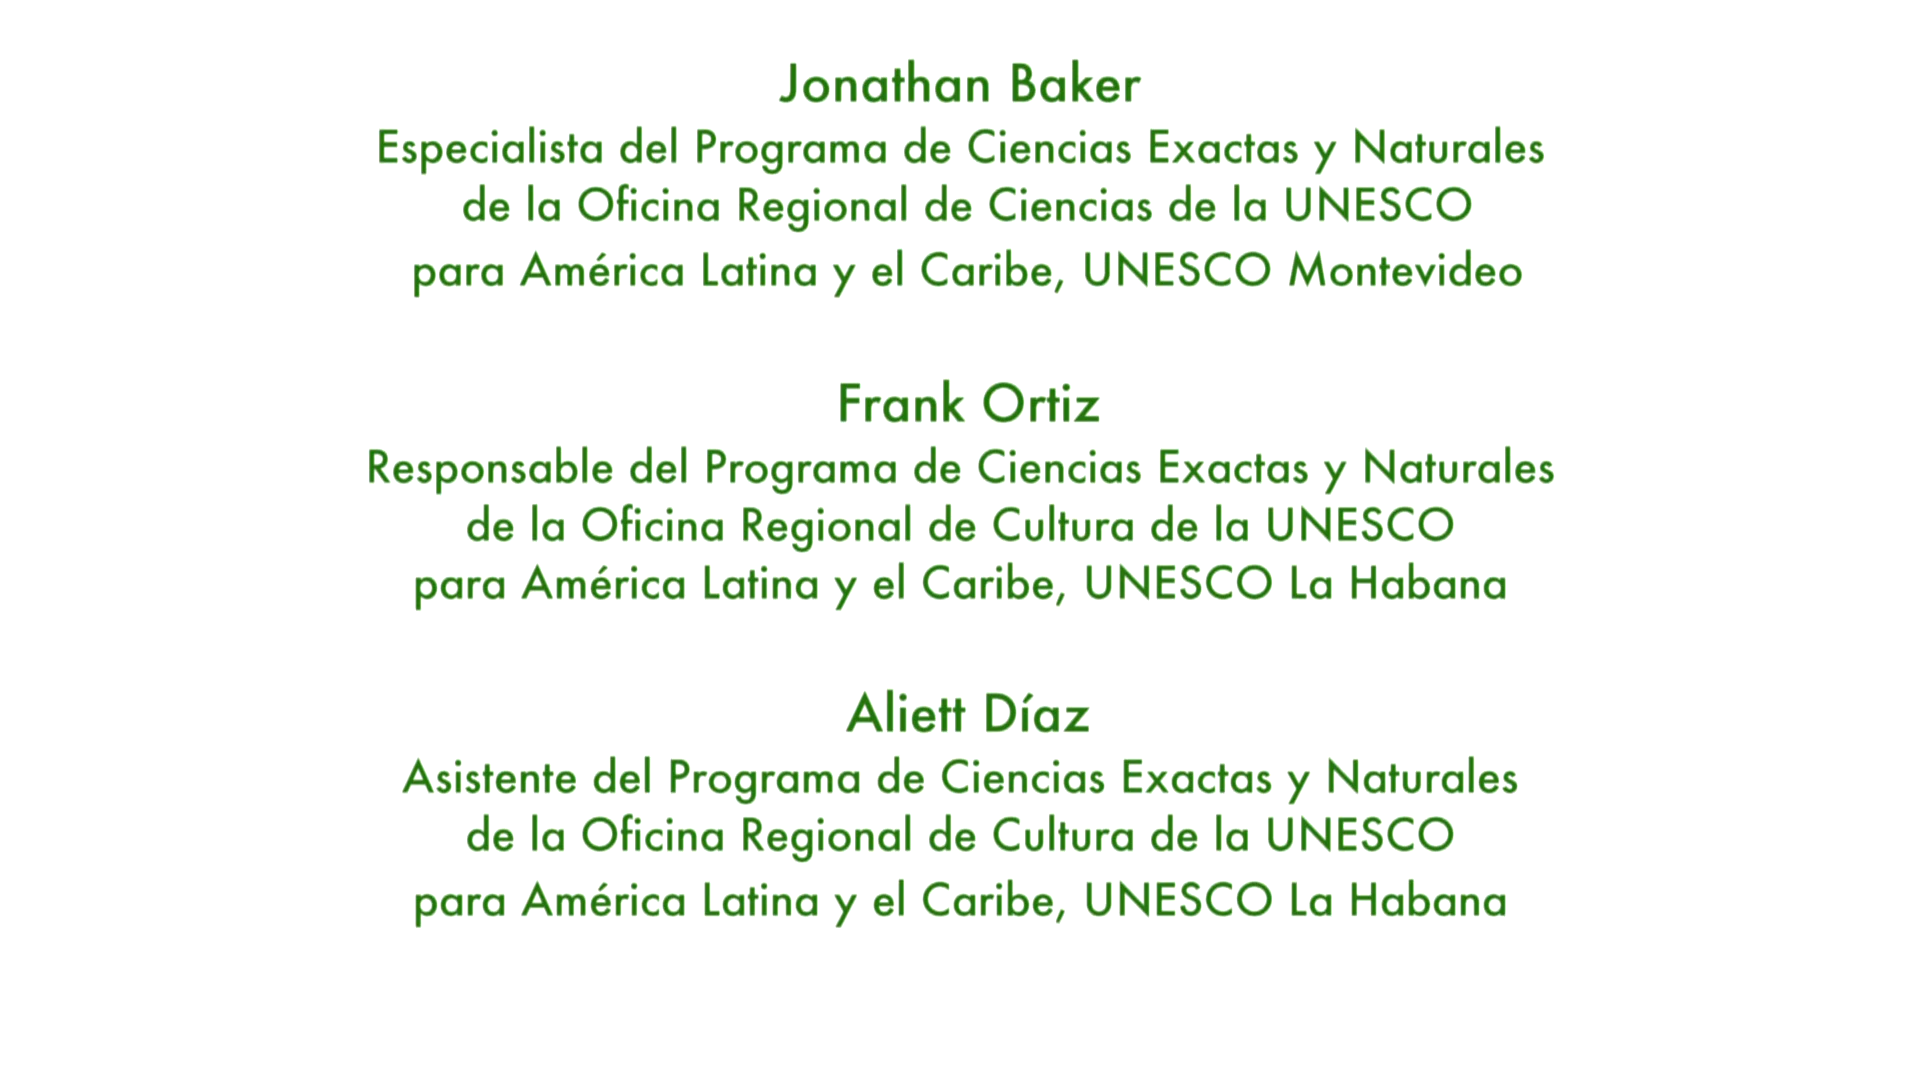 Jonathan Baker
Especialista del Programa de Ciencias Exactas y Naturales
de la Oficina Regional de Ciencias de la UNESCO
para América Latina y el Caribe, UNESCO Montevideo
Frank Ortiz
Responsable del Programa de Ciencias Exactas y Naturales
de la Oficina Regional de Cultura de la UNESCO
para América Latina y el Caribe, UNESCO La Habana
Aliett Díaz
Asistente del Programa de Ciencias Exactas y Naturales
de la Oficina Regional de Cultura de la UNESCO
para América Latina y el Caribe, UNESCO La Habana